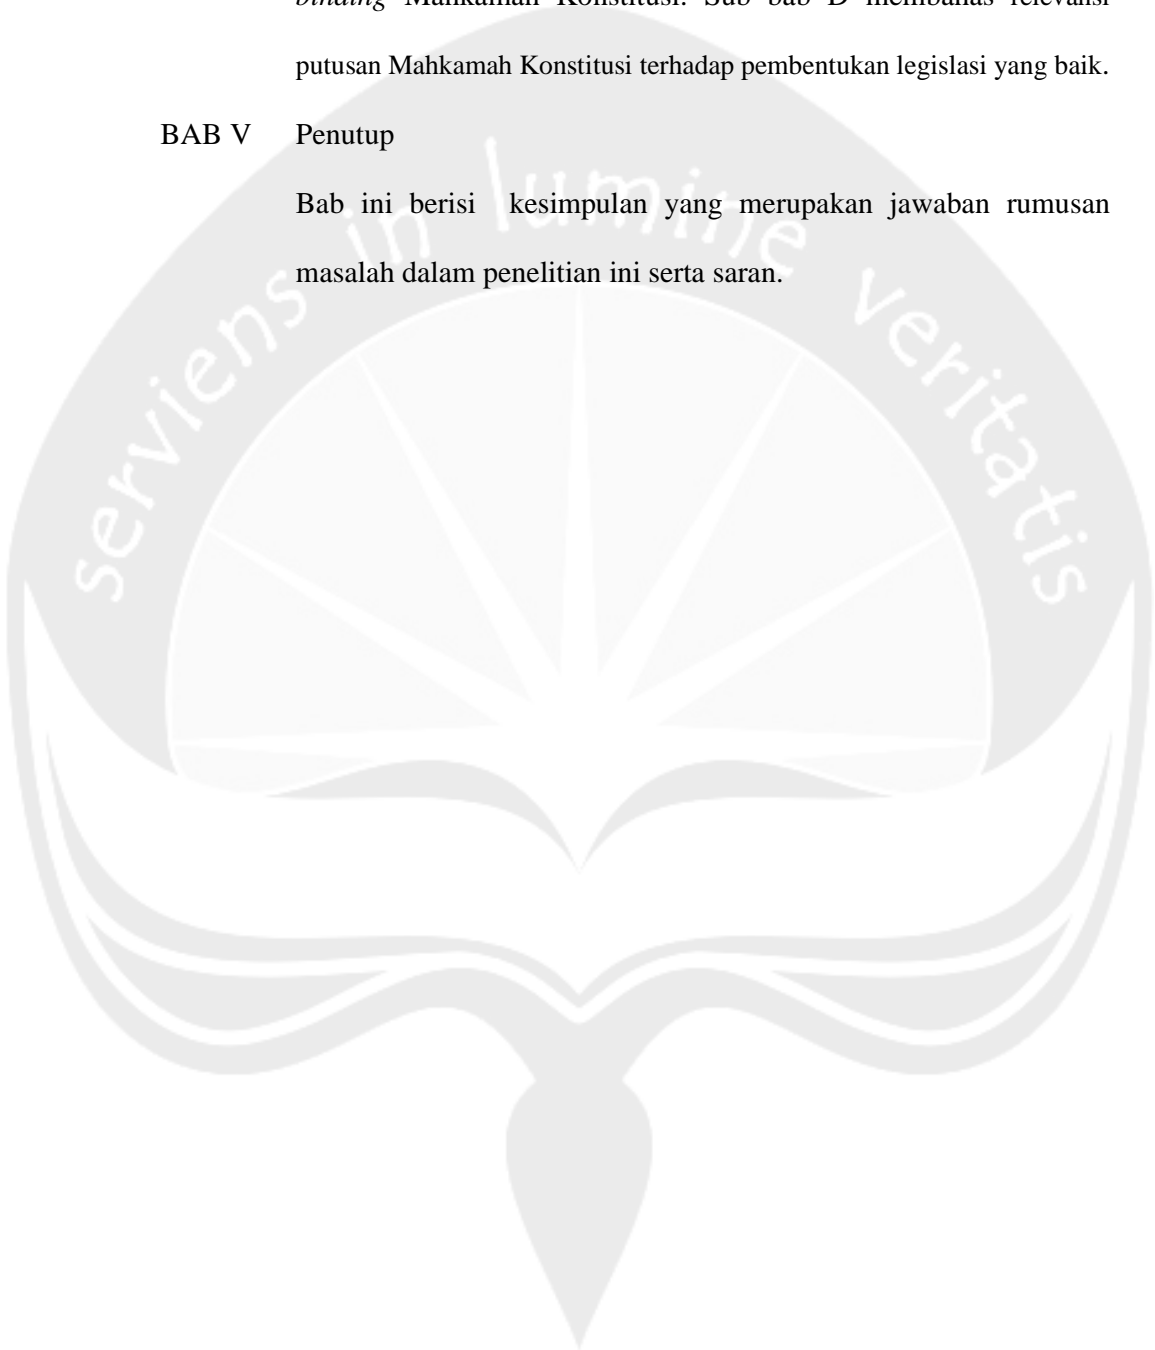 binding Mahkamah Konstitusi. Sub bab D membahas relevansi
putusan Mahkamah Konstitusi terhadap pembentukan legislasi yang baik.
BAB V Penutup
Bab ini berisi kesimpulan yang merupakan jawaban rumusan
masalah dalam penelitian ini serta saran.
serviens in lumine veritatis